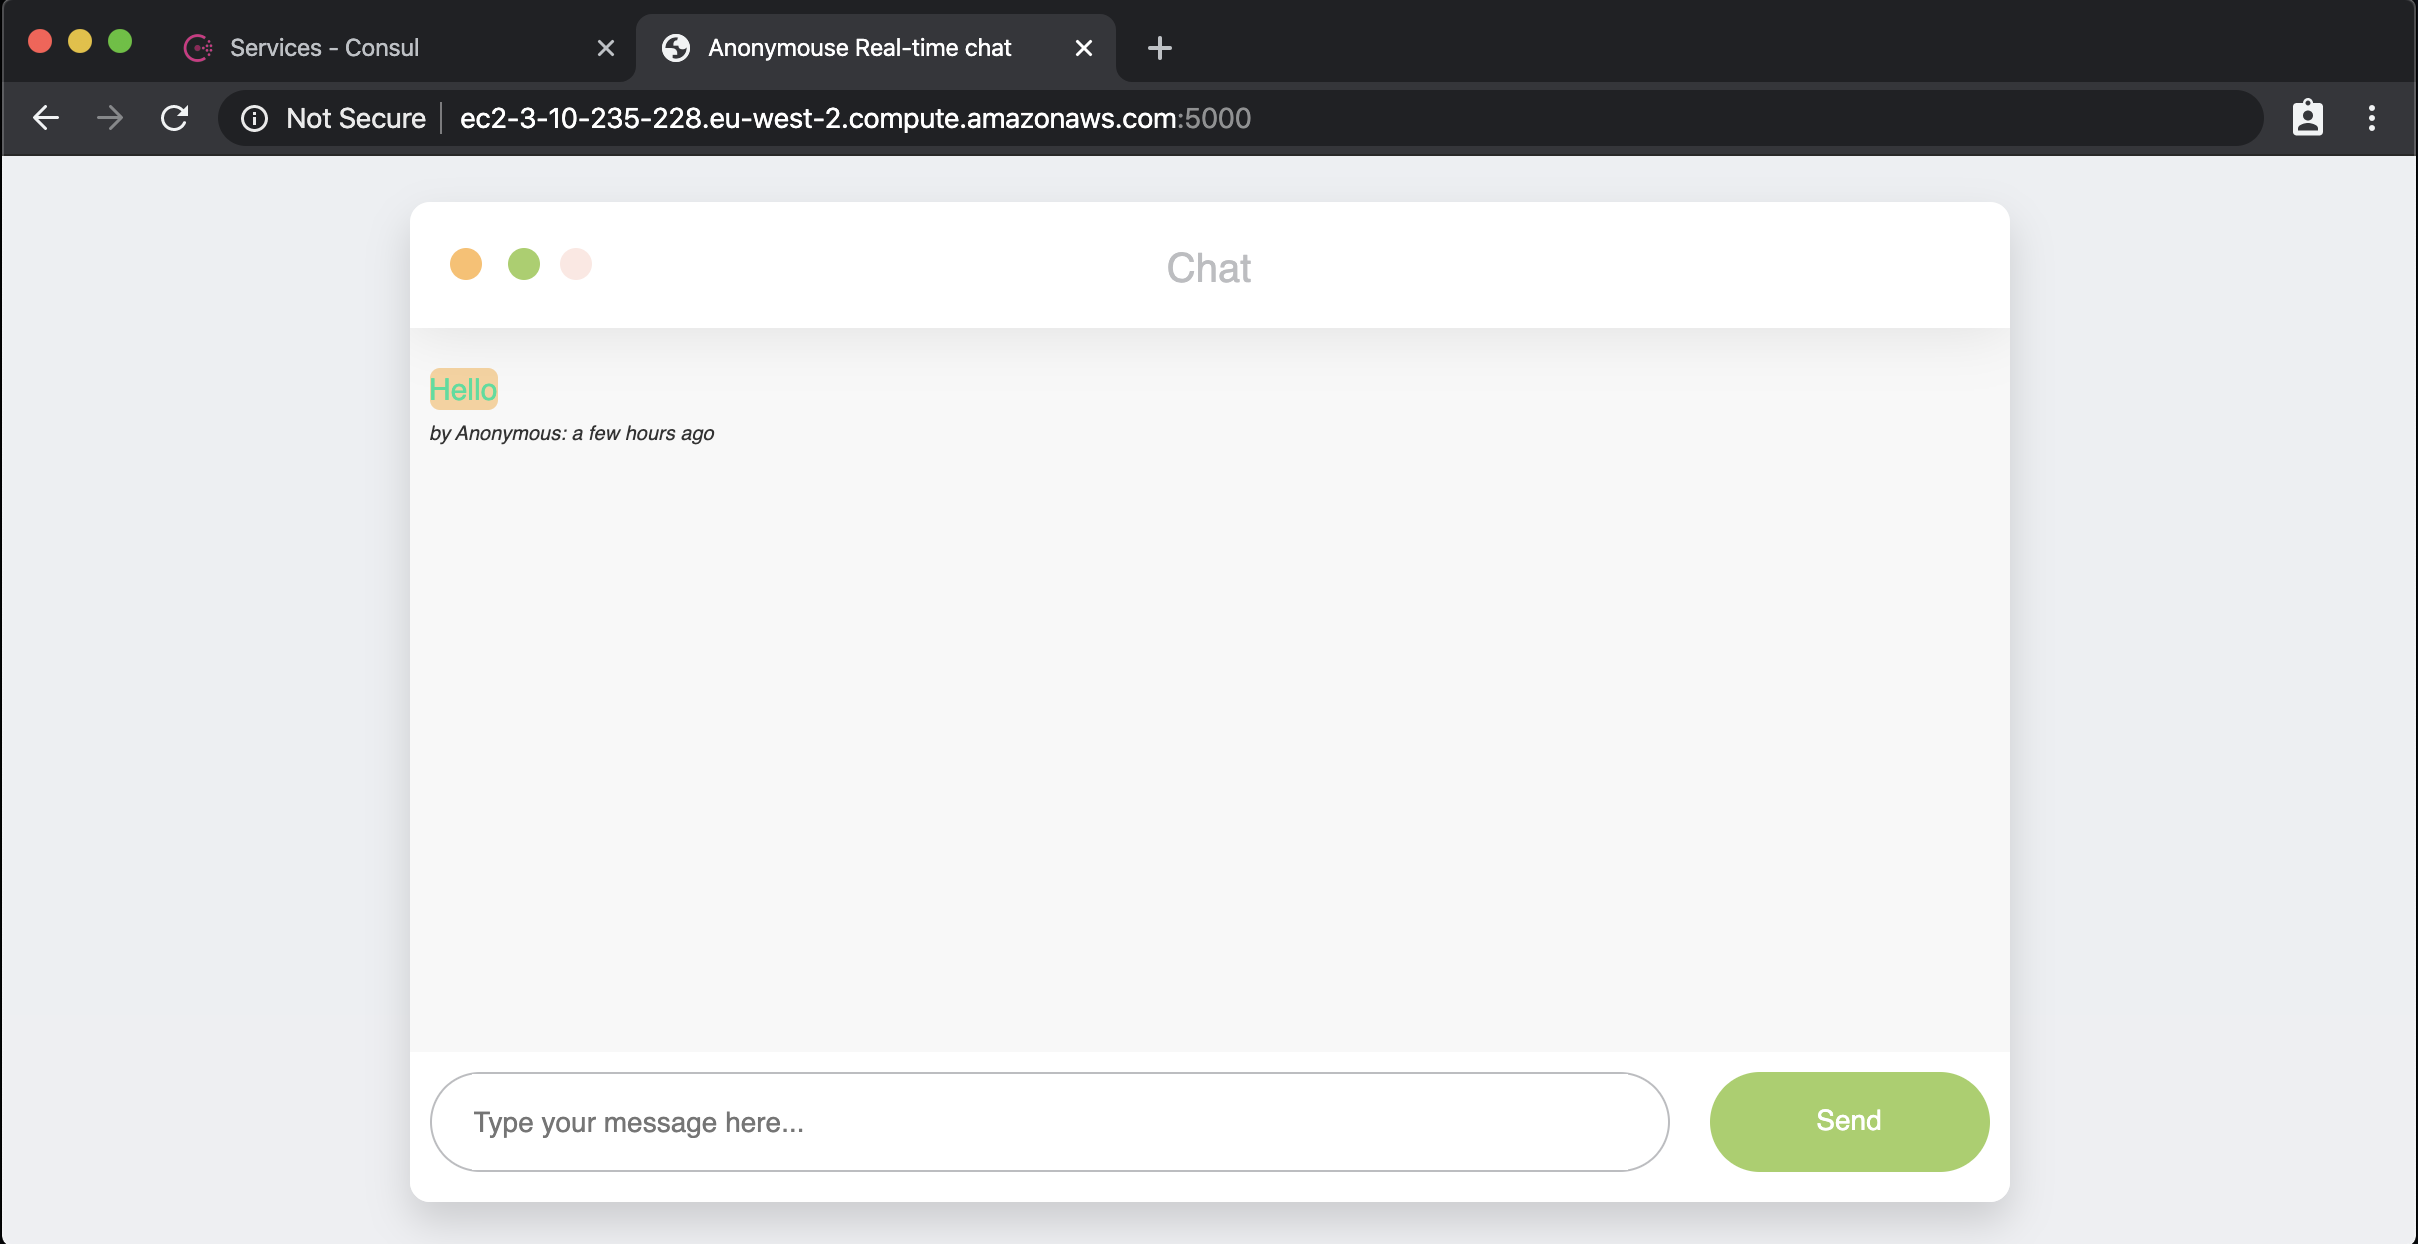 Services - Consul
Anonymouse Real-time chat
Not Secure
ec2-3-10-235-228.eu-west-2.compute.amazonaws.com:5000
Chat
Hello
by Anonymous: a few hours ago
Type your message here...
Send